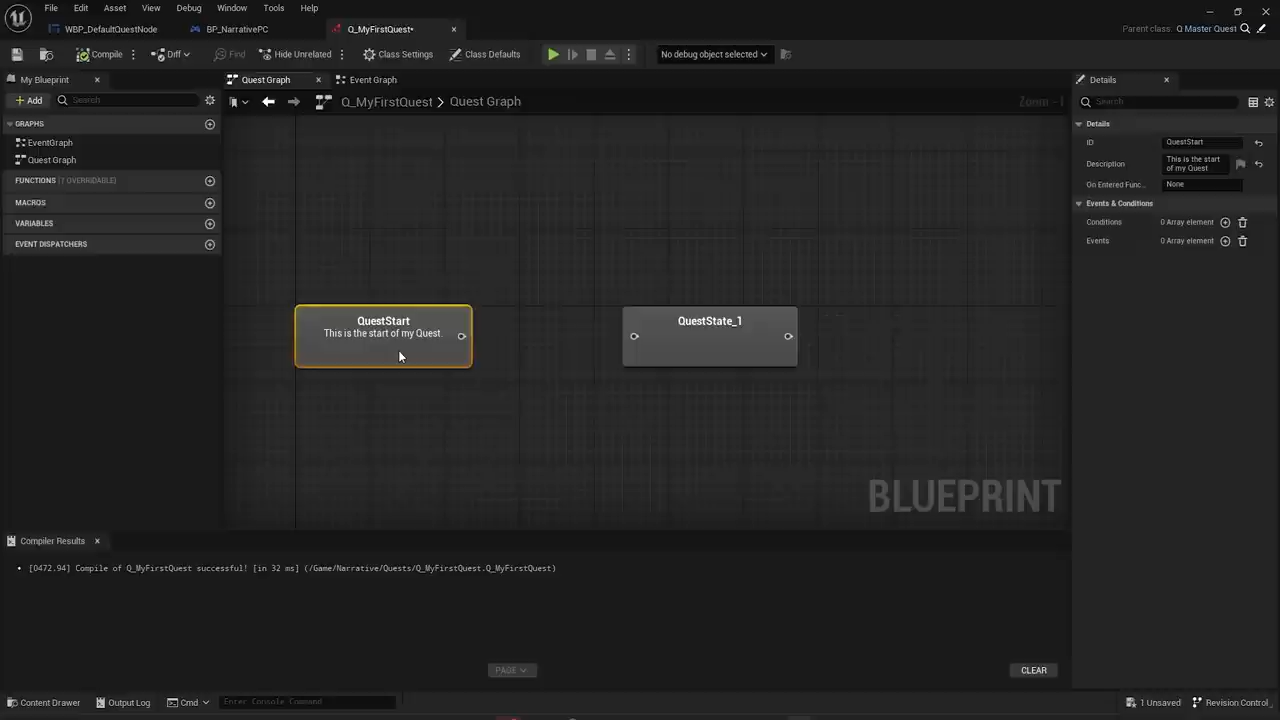 File Edit Asset View Debug Window Tools Help
WBP_DefaultQuestNode
BP_NarrativePC
Q_MyFirstQuest•
Parent class: Q Master Quest
Compile
Diff
Find
Hide Unrelated
Class Settings
Class Defaults
No debug object selected
My Blueprint
Quest Graph
Event Graph
Details
Add
Search
Q_MyFirstQuest > Quest Graph
Search
GRAPHS
Details
EventGraph
ID
QuestStart
Quest Graph
Description
This is the start
of my Quest
FUNCTIONS (1 OVERRIDABLE)
On Entered Func...
None
MACROS
Events & Conditions
VARIABLES
Conditions
0 Array element
EVENT DISPATCHERS
Events
0 Array element
QuestStart
This is the start of my Quest.
QuestState_1
BLUEPRINT
Compiler Results
• [0472.94] Compile of Q_MyFirstQuest successful! [in 32 ms] (/Game/Narrative/Quests/Q_MyFirstQuest.Q_MyFirstQuest)
PAGE
CLEAR
Content Drawer
Output Log
Cmd
Enter Console Command
1 Unsaved
Revision Control